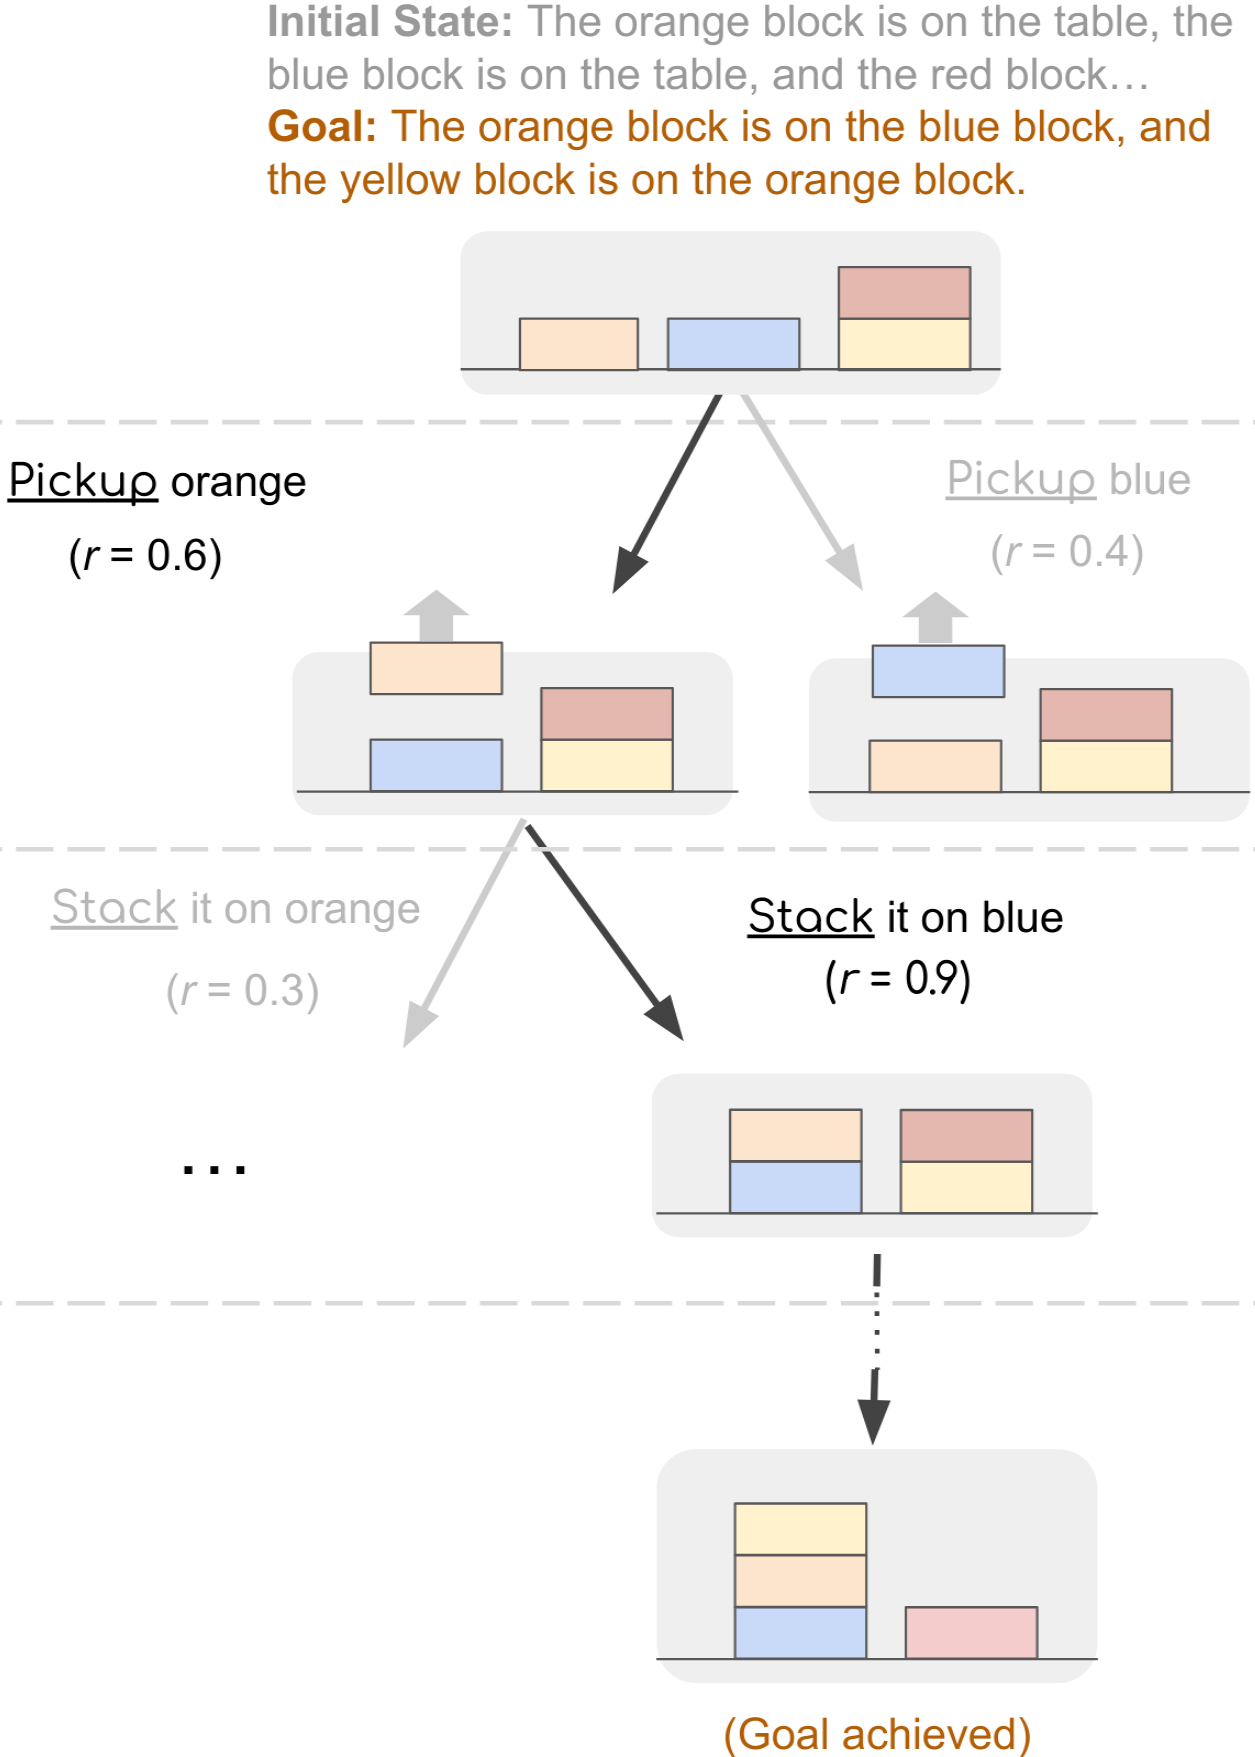 Initial State: The orange block is on the table, the
blue block is on the table, and the red block…
Goal: The orange block is on the blue block, and
the yellow block is on the orange block.
Pickup orange
(r = 0.6)
Pickup blue
(r = 0.4)
Stack it on orange
(r = 0.3)
Stack it on blue
(r = 0.9)
...
(Goal achieved)